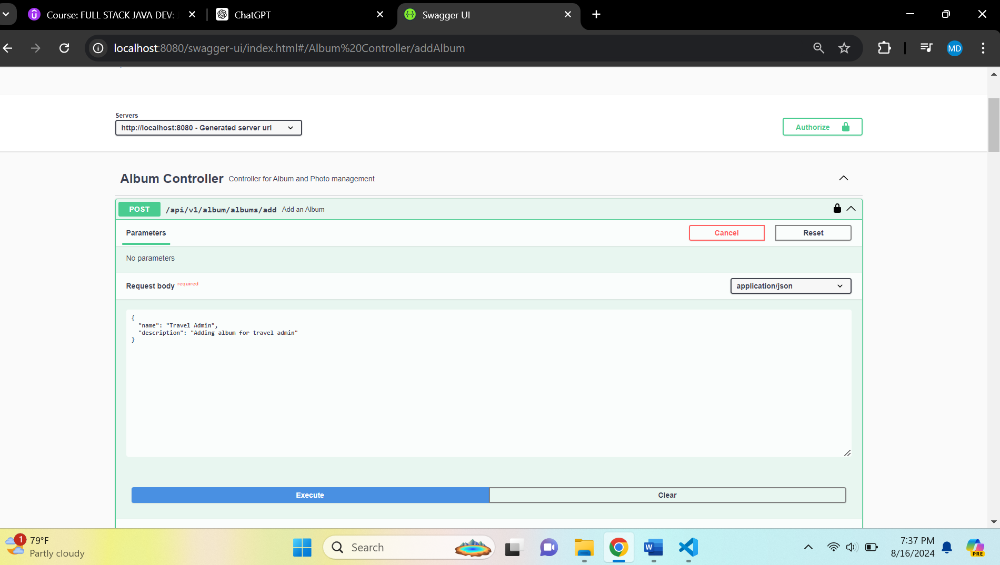 Course: FULL STACK JAVA DEV:
ChatGPT
Swagger UI
localhost:8080/swagger-ui/index.html#/Album%20Controller/addAlbum
MD
Servers
http://localhost:8080 - Generated server url
Authorize
Album Controller Controller for Album and Photo management
POST /api/v1/album/albums/add Add an Album
Parameters
Cancel
Reset
No parameters
Request body required
application/json
{
"name": "Travel Admin",
"description": "Adding album for travel admin"
}
Execute
Clear
1
79°F
Partly cloudy
Search
W
7:37 PM
8/16/2024
PRE